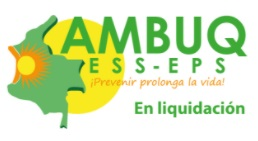 AMBUQ
ESS-EPS
¡Prevenir prolonga la vida!
En liquidación